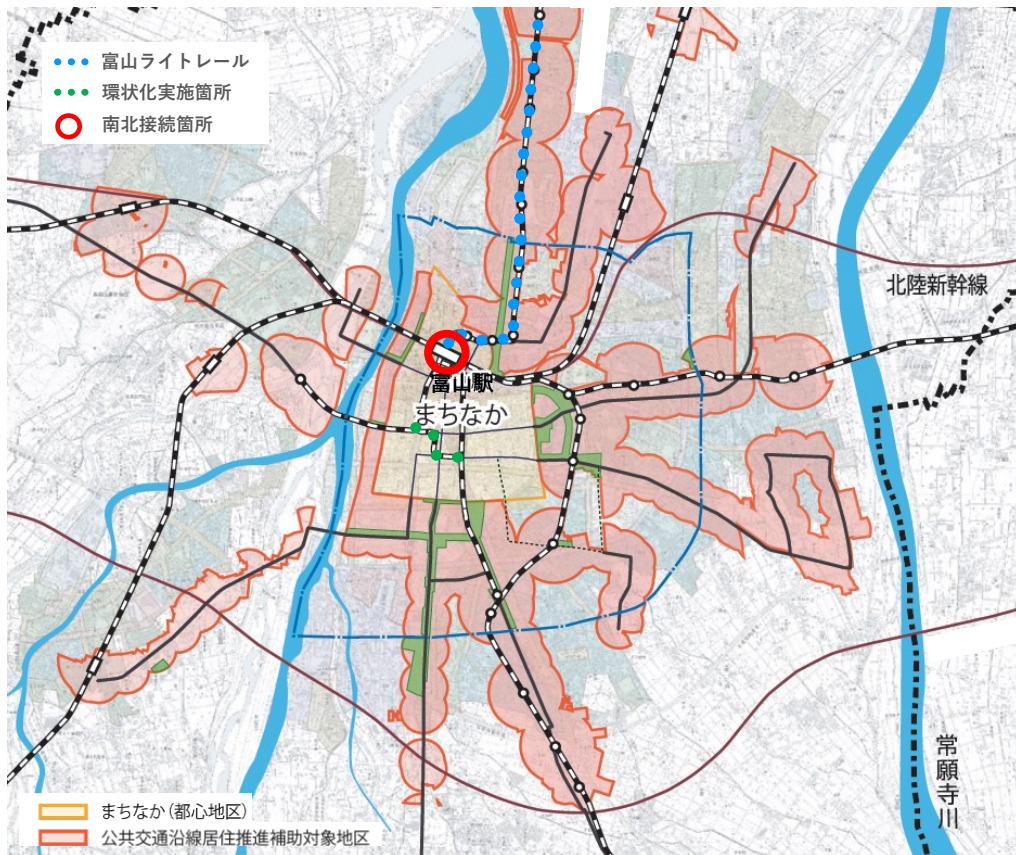 富山ライトレール
環状化実施箇所
南北接続箇所
北陸新幹線
富山駅
まちなか
常願寺川
まちなか(都心地区)
公共交通沿線居住推進補助対象地区